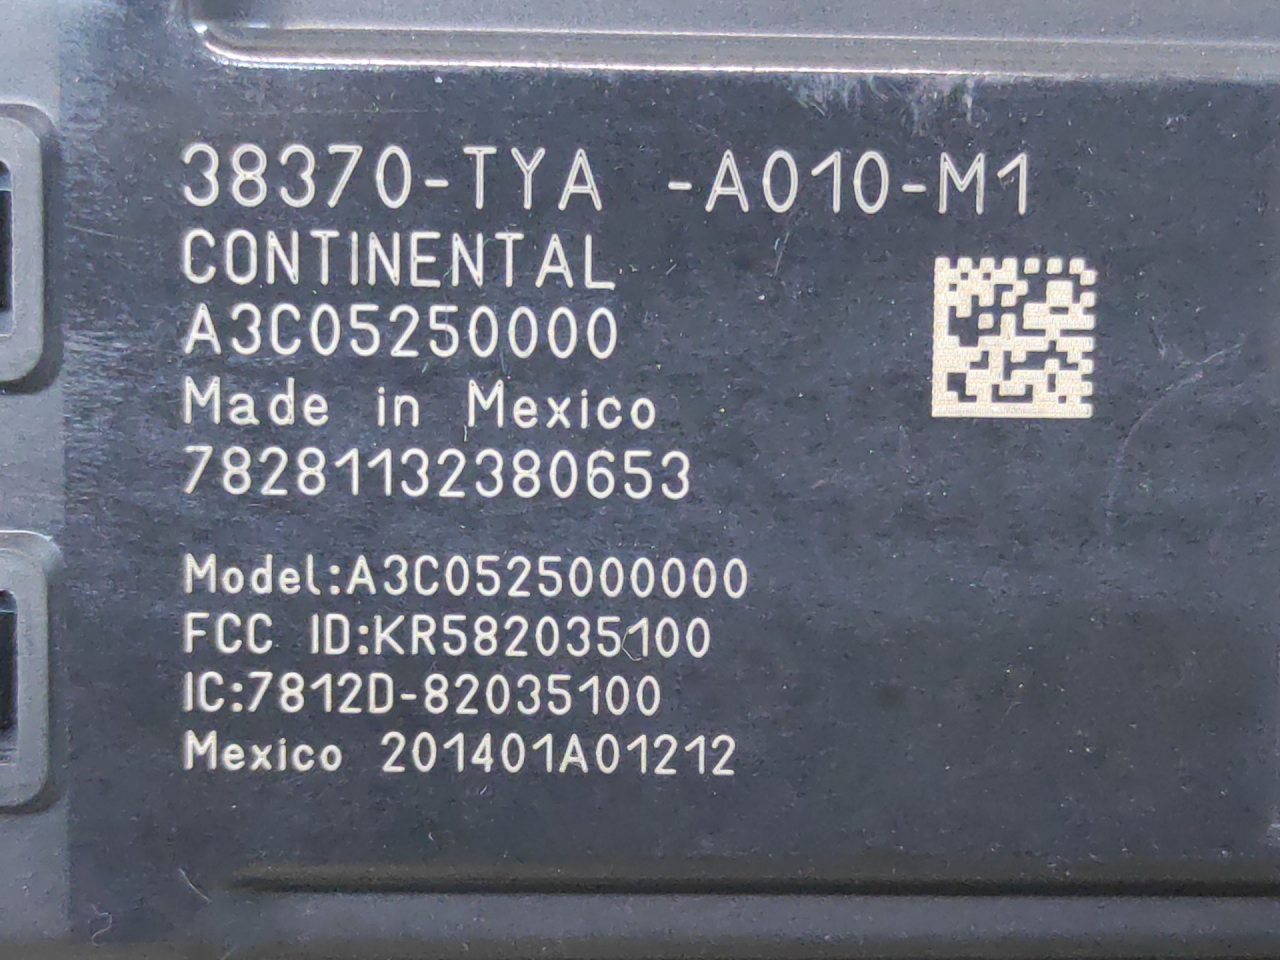 38370-TYA -A010-M1
CONTINENTAL
A3C05250000
Made in Mexico
78281132380653
Model:A3C0525000000
FCC ID:KR582035100
IC:7812D-82035100
Mexico 201401A01212